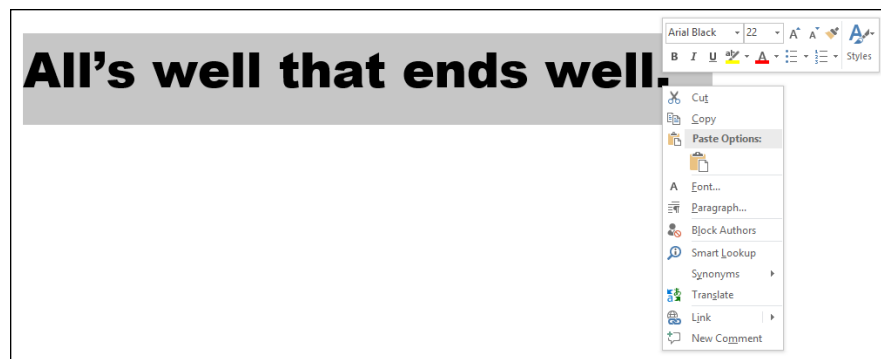 Arial Black 22 A A
Styles
B I U aby A
All’s well that ends well.
Cut
Copy
Paste Options:
A Font...
Paragraph...
Block Authors
Smart Lookup
Synonyms
Translate
Link
New Comment